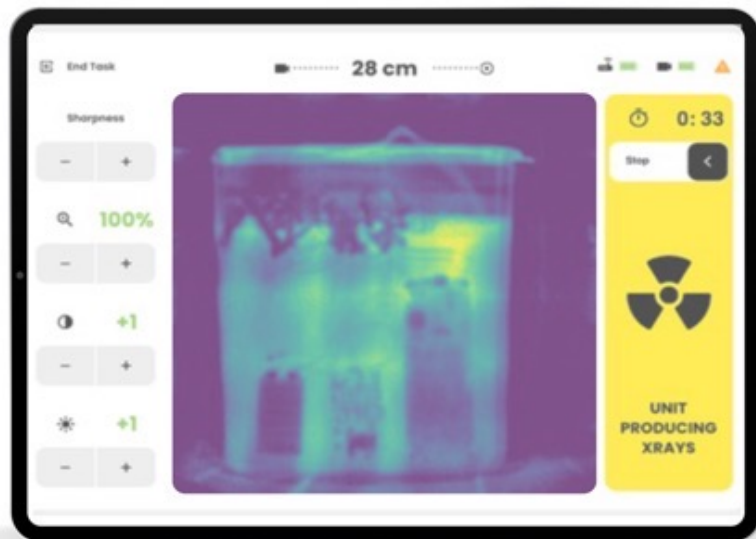 End Task
28 cm
Sharpness
- +
100%
- +
+1
- +
+1
- +
0: 33
Stop
UNIT
PRODUCING
XRAYS